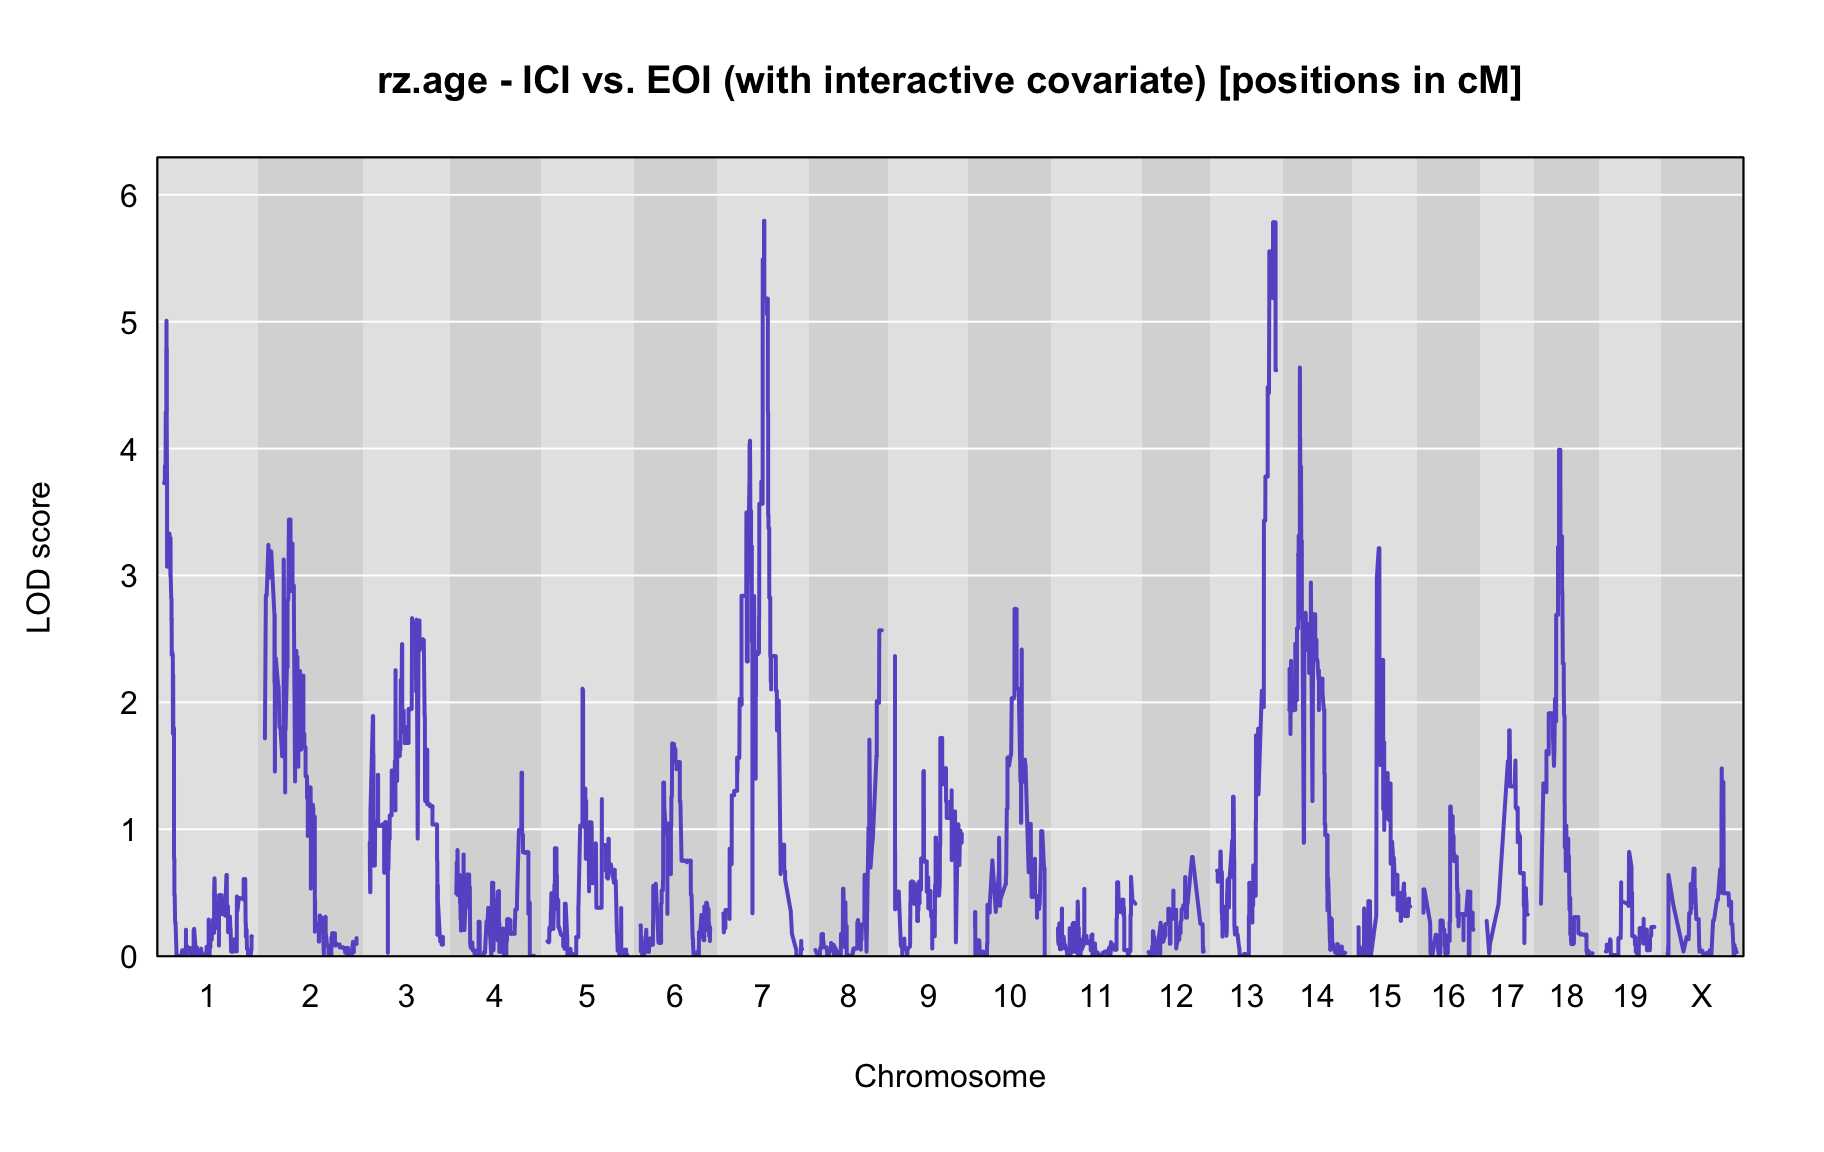 rz.age - ICI vs. EOI (with interactive covariate) [positions in cM]
6
5
4
3
2
1
0
LOD score
1 2 3 4 5 6 7 8 9 10 11 12 13 14 15 16 17 18 19 X
Chromosome